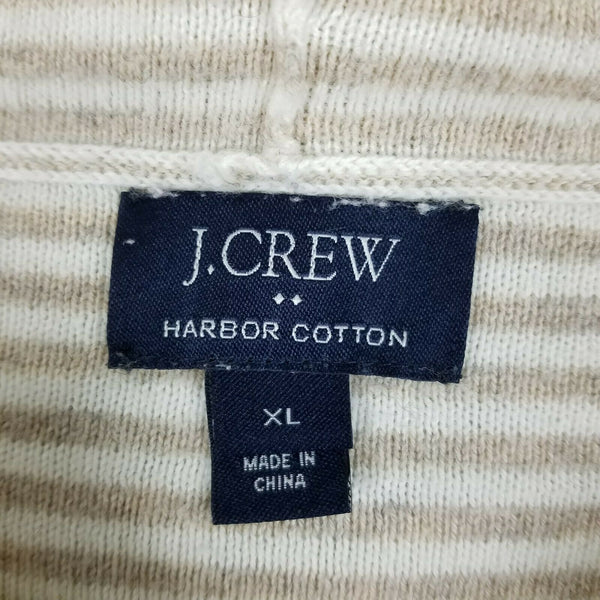 J.CREW
HARBOR COTTON
XL
MADE IN
CHINA